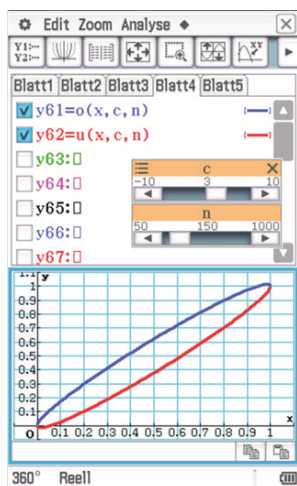 Edit Zoom Analyse ◆
Y1:··· Y2:···
Blatt1 Blatt2 Blatt3 Blatt4 Blatt5
y61=o(x,c,n)
y62=u(x,c,n)
y63:▯
y64:▯
y65:▯
y66:▯
y67:▯
c
-10 3 10
n
50 150 1000
1.1 y
1
0.9
0.8
0.7
0.6
0.5
0.4
0.3
0.2
0.1
x
O 0.1 0.2 0.3 0.4 0.5 0.6 0.7 0.8 0.9 1
360° Reell